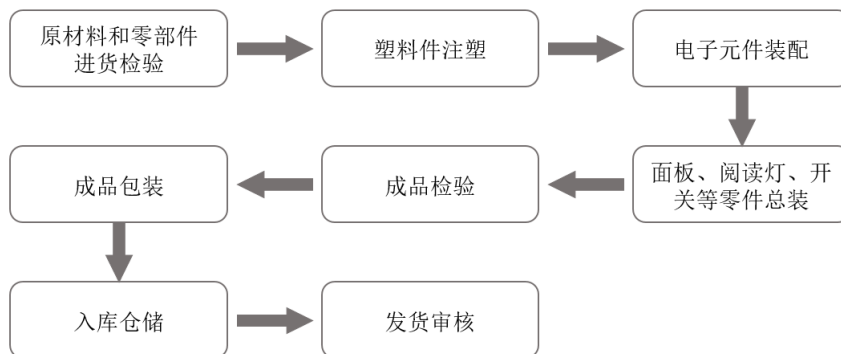 原材料和零部件
进货检验
塑料件注塑
电子元件装配
面板、阅读灯、开
关等零件总装
成品检验
成品包装
入库仓储
发货审核